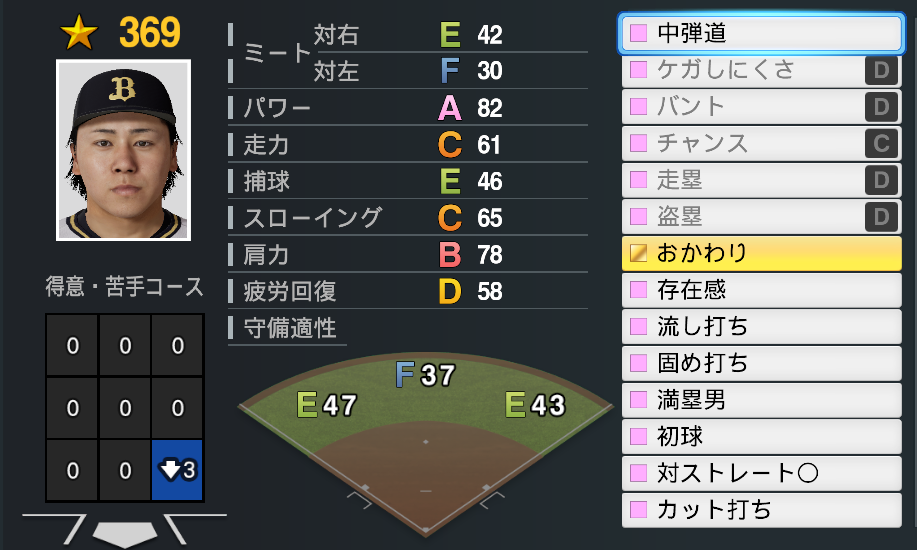 369
B
ミート 対右 E 42
対左 F 30
パワー A 82
走力 C 61
捕球 E 46
スローイング C 65
肩力 B 78
疲労回復 D 58
守備適性
F 37
E 47
E 43
得意・苦手コース
0 0 0
0 0 0
0 0 3
中弾道
ケガしにくさ D
バント D
チャンス C
走塁 D
盗塁 D
おかわり
存在感
流し打ち
固め打ち
満塁男
初球
対ストレート○
カット打ち